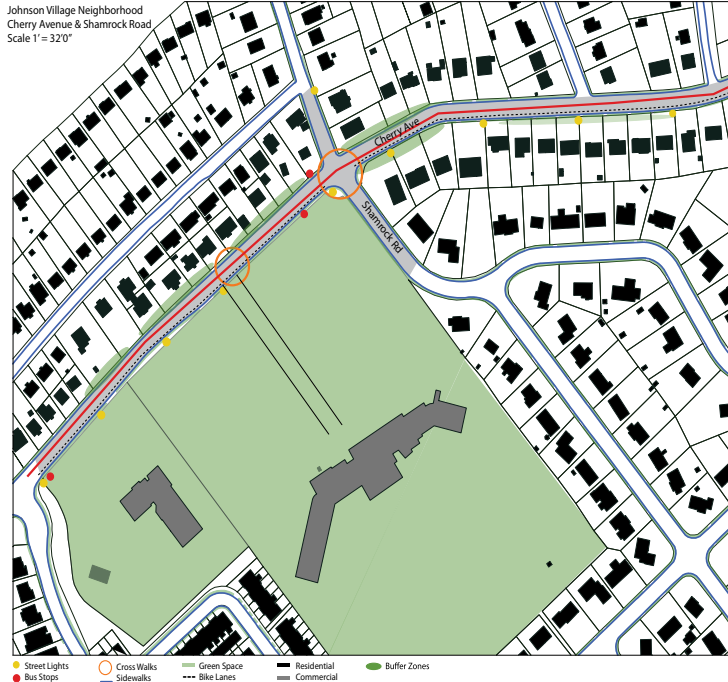 Johnson Village Neighborhood
Cherry Avenue & Shamrock Road
Scale 1' = 32'0"
Cherry Ave
Shamrock Rd
Street Lights
Cross Walks
Green Space
Residential
Buffer Zones
Bus Stops
Sidewalks
Bike Lanes
Commercial